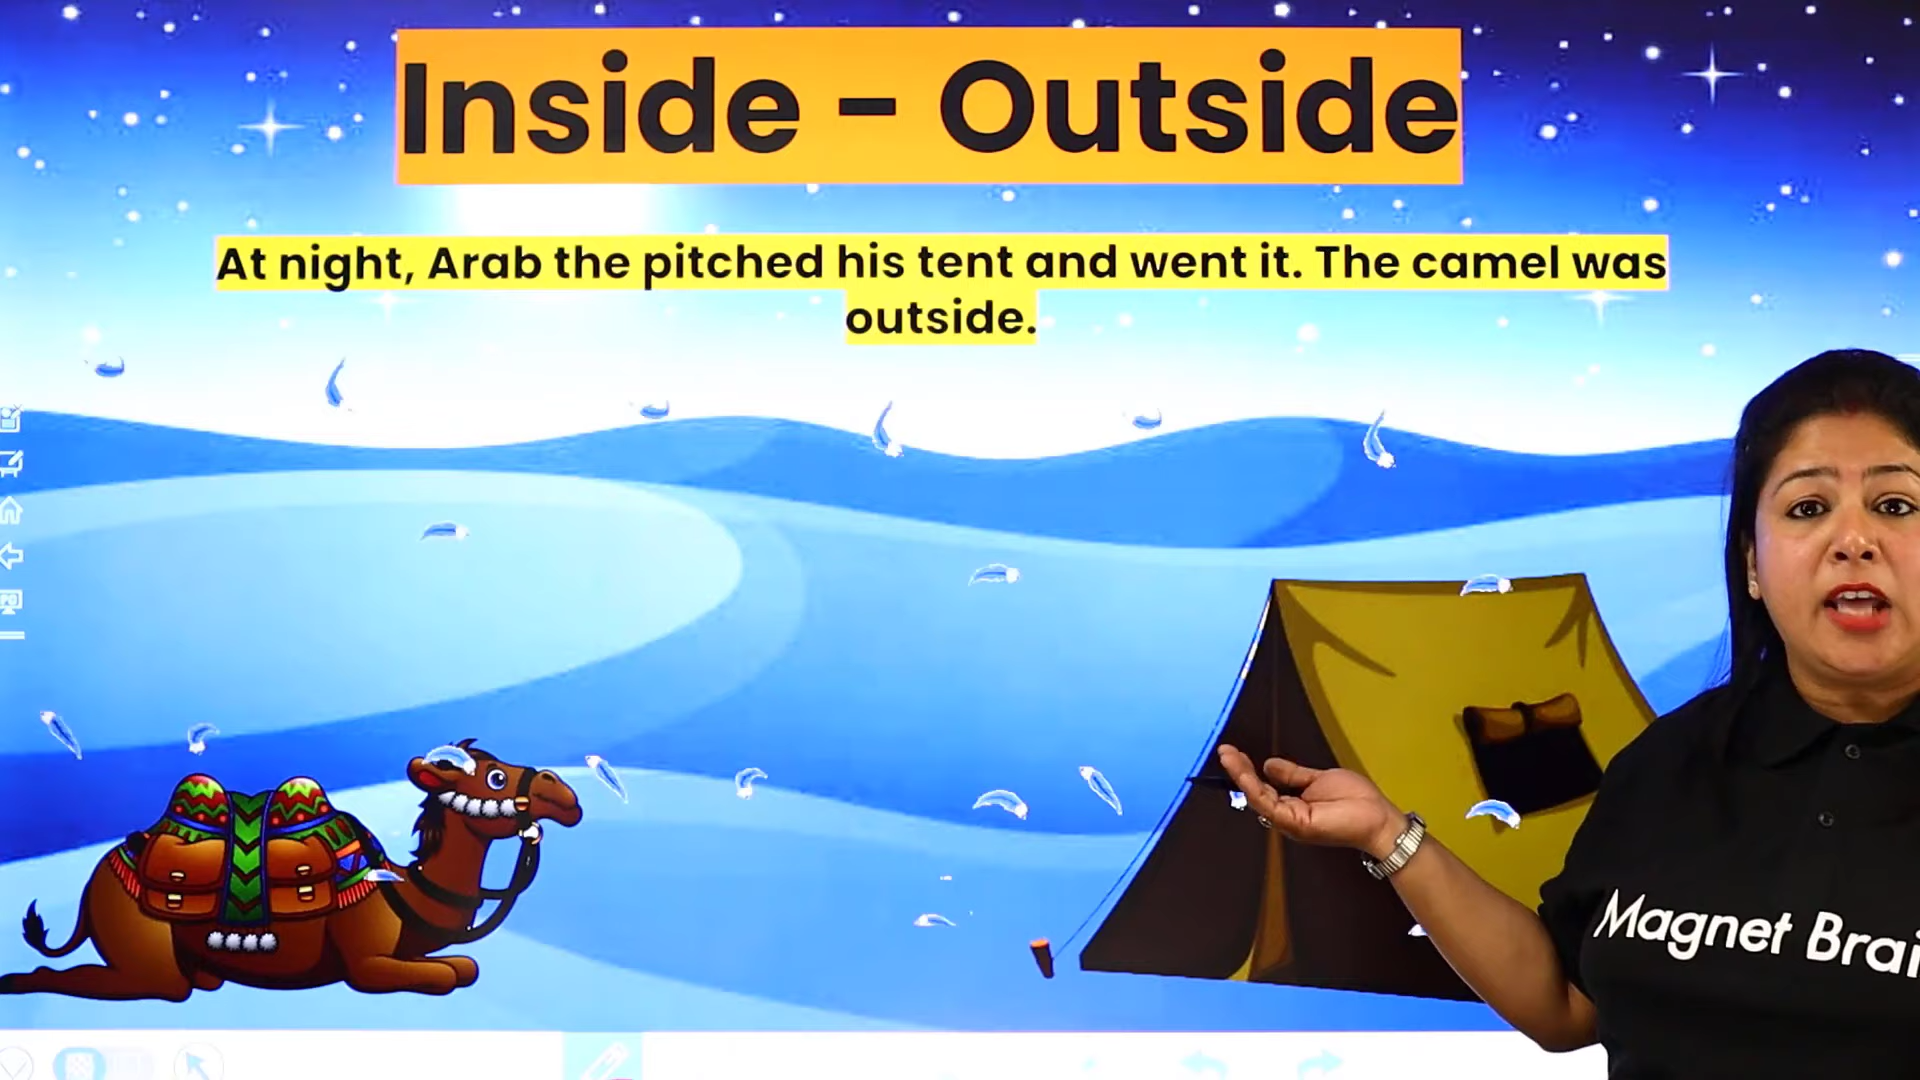 Inside - Outside
At night, Arab the pitched his tent and went it. The camel was
outside.
Magnet Brai